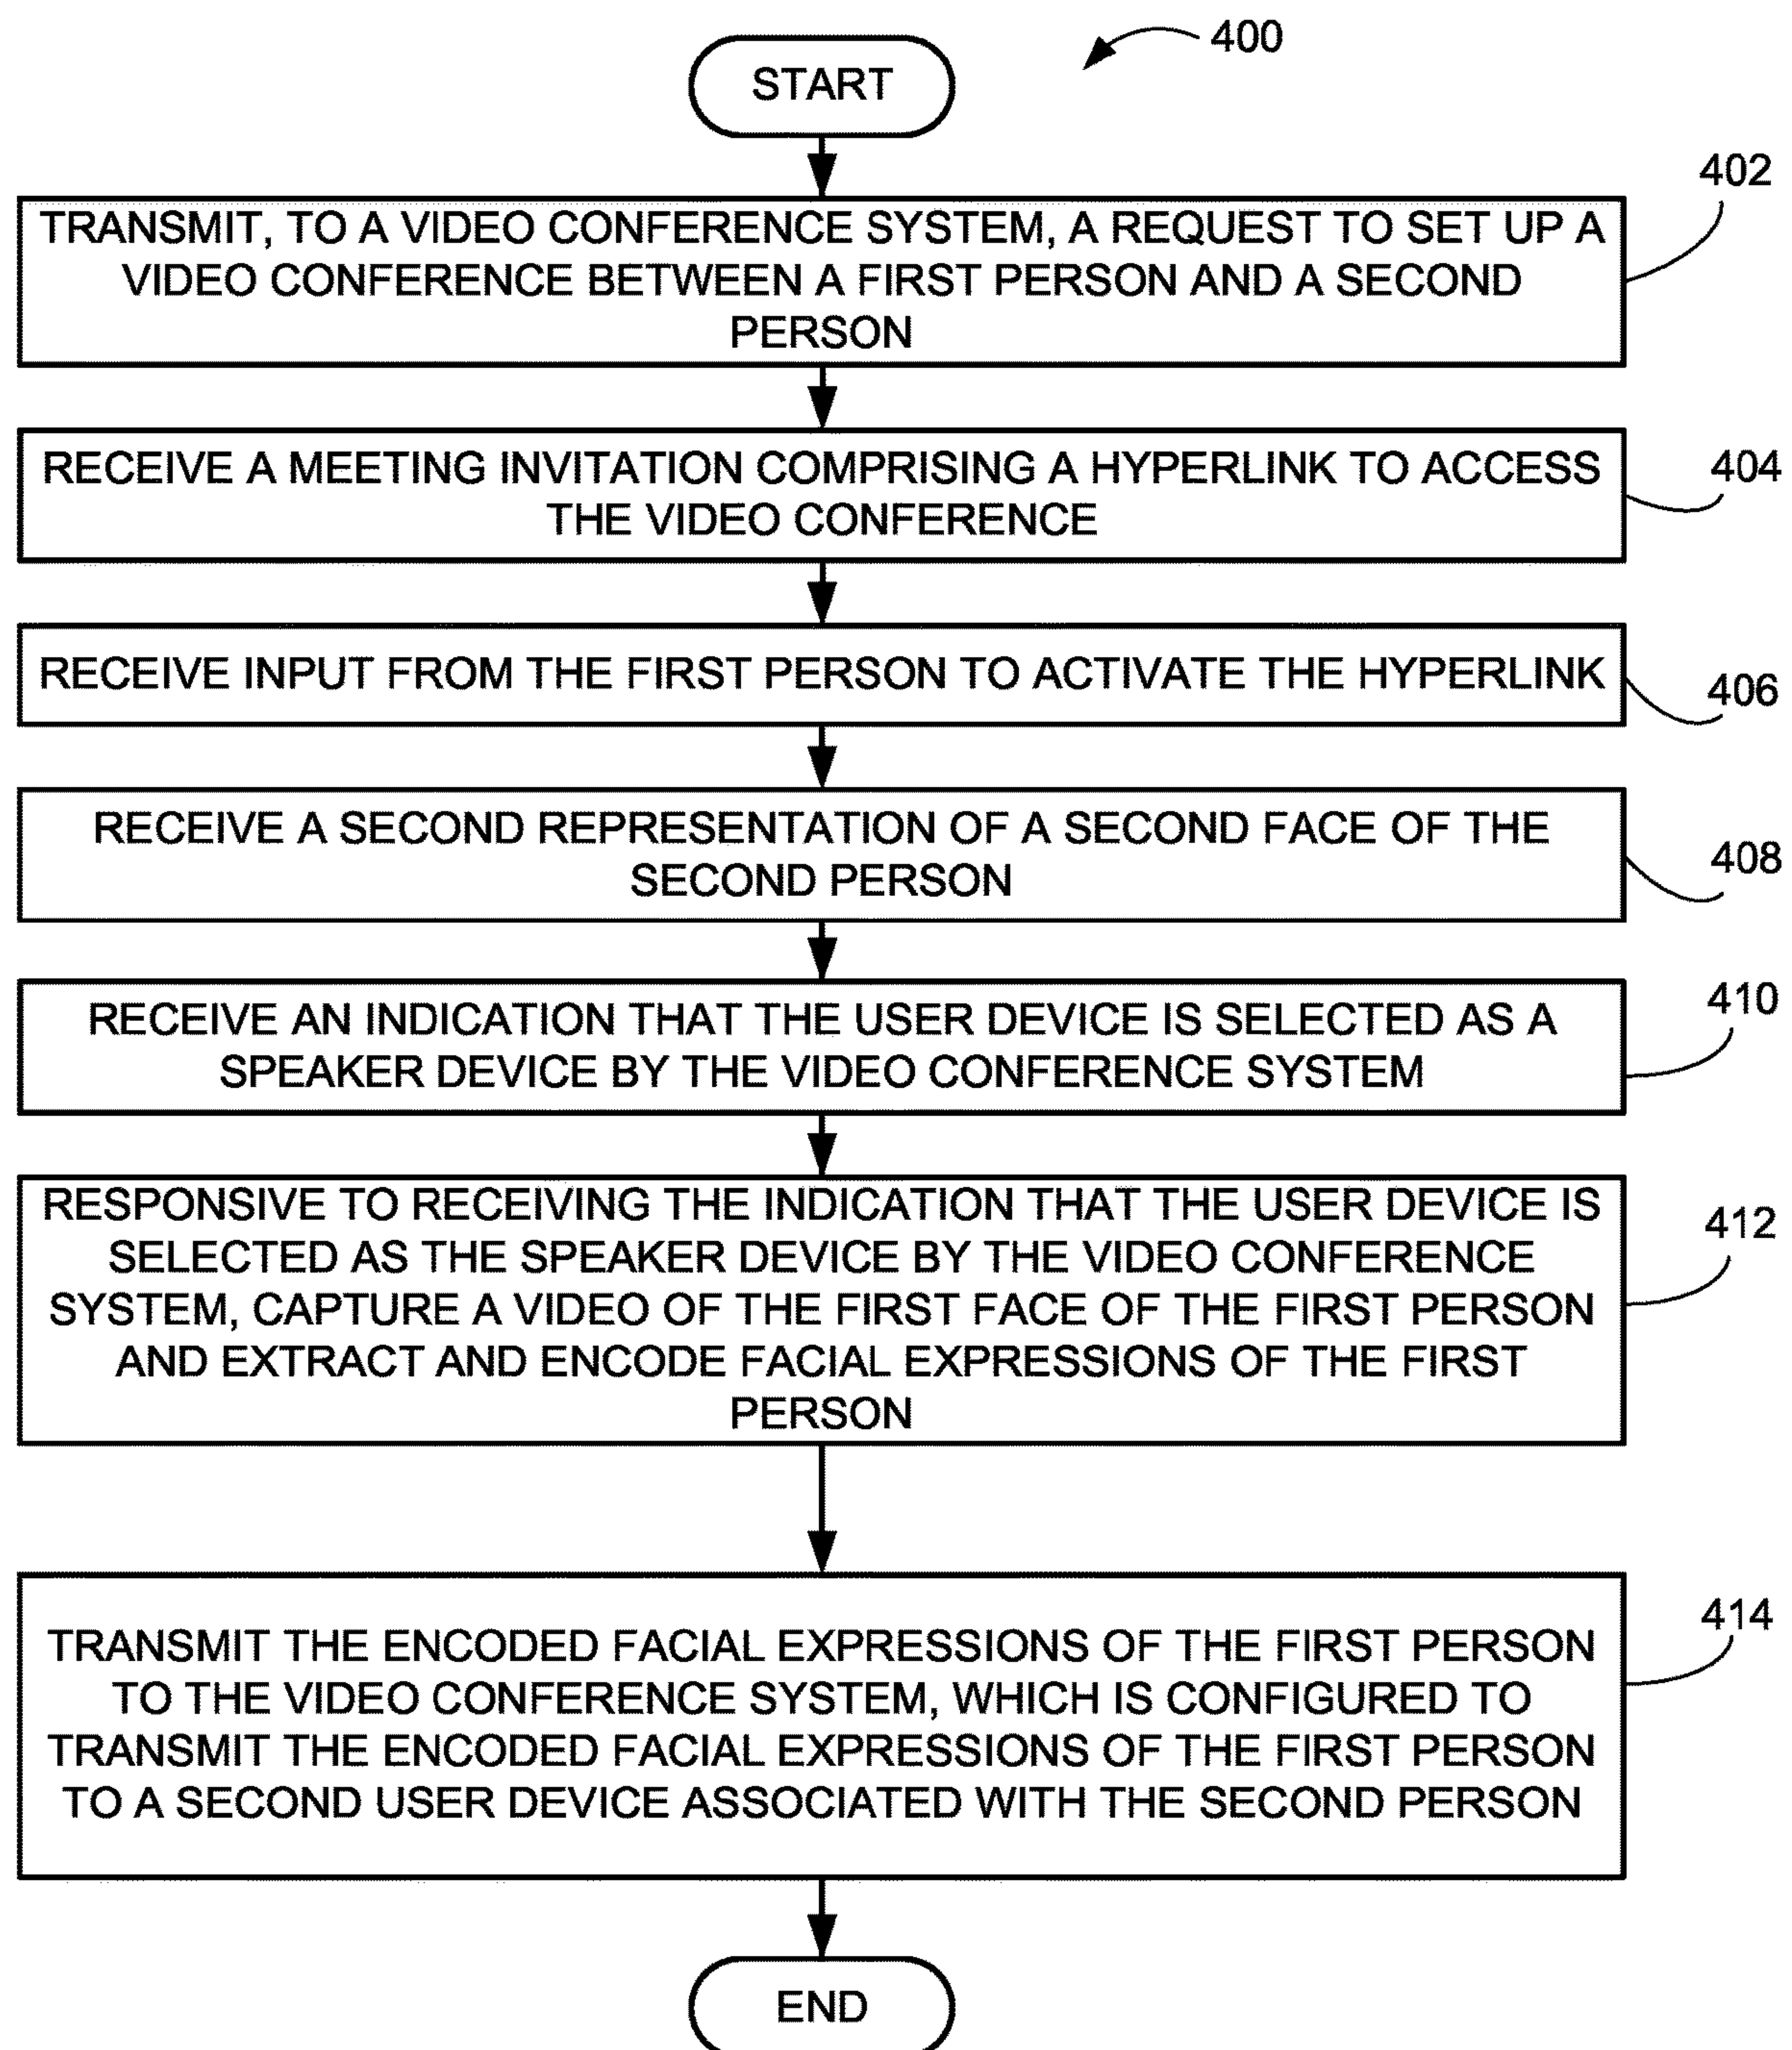 400
START
402
TRANSMIT, TO A VIDEO CONFERENCE SYSTEM, A REQUEST TO SET UP A
VIDEO CONFERENCE BETWEEN A FIRST PERSON AND A SECOND
PERSON
404
RECEIVE A MEETING INVITATION COMPRISING A HYPERLINK TO ACCESS
THE VIDEO CONFERENCE
RECEIVE INPUT FROM THE FIRST PERSON TO ACTIVATE THE HYPERLINK
406
RECEIVE A SECOND REPRESENTATION OF A SECOND FACE OF THE
SECOND PERSON
408
RECEIVE AN INDICATION THAT THE USER DEVICE IS SELECTED AS A
SPEAKER DEVICE BY THE VIDEO CONFERENCE SYSTEM
410
RESPONSIVE TO RECEIVING THE INDICATION THAT THE USER DEVICE IS
SELECTED AS THE SPEAKER DEVICE BY THE VIDEO CONFERENCE
SYSTEM, CAPTURE A VIDEO OF THE FIRST FACE OF THE FIRST PERSON
AND EXTRACT AND ENCODE FACIAL EXPRESSIONS OF THE FIRST
PERSON
412
TRANSMIT THE ENCODED FACIAL EXPRESSIONS OF THE FIRST PERSON
TO THE VIDEO CONFERENCE SYSTEM, WHICH IS CONFIGURED TO
TRANSMIT THE ENCODED FACIAL EXPRESSIONS OF THE FIRST PERSON
TO A SECOND USER DEVICE ASSOCIATED WITH THE SECOND PERSON
414
END